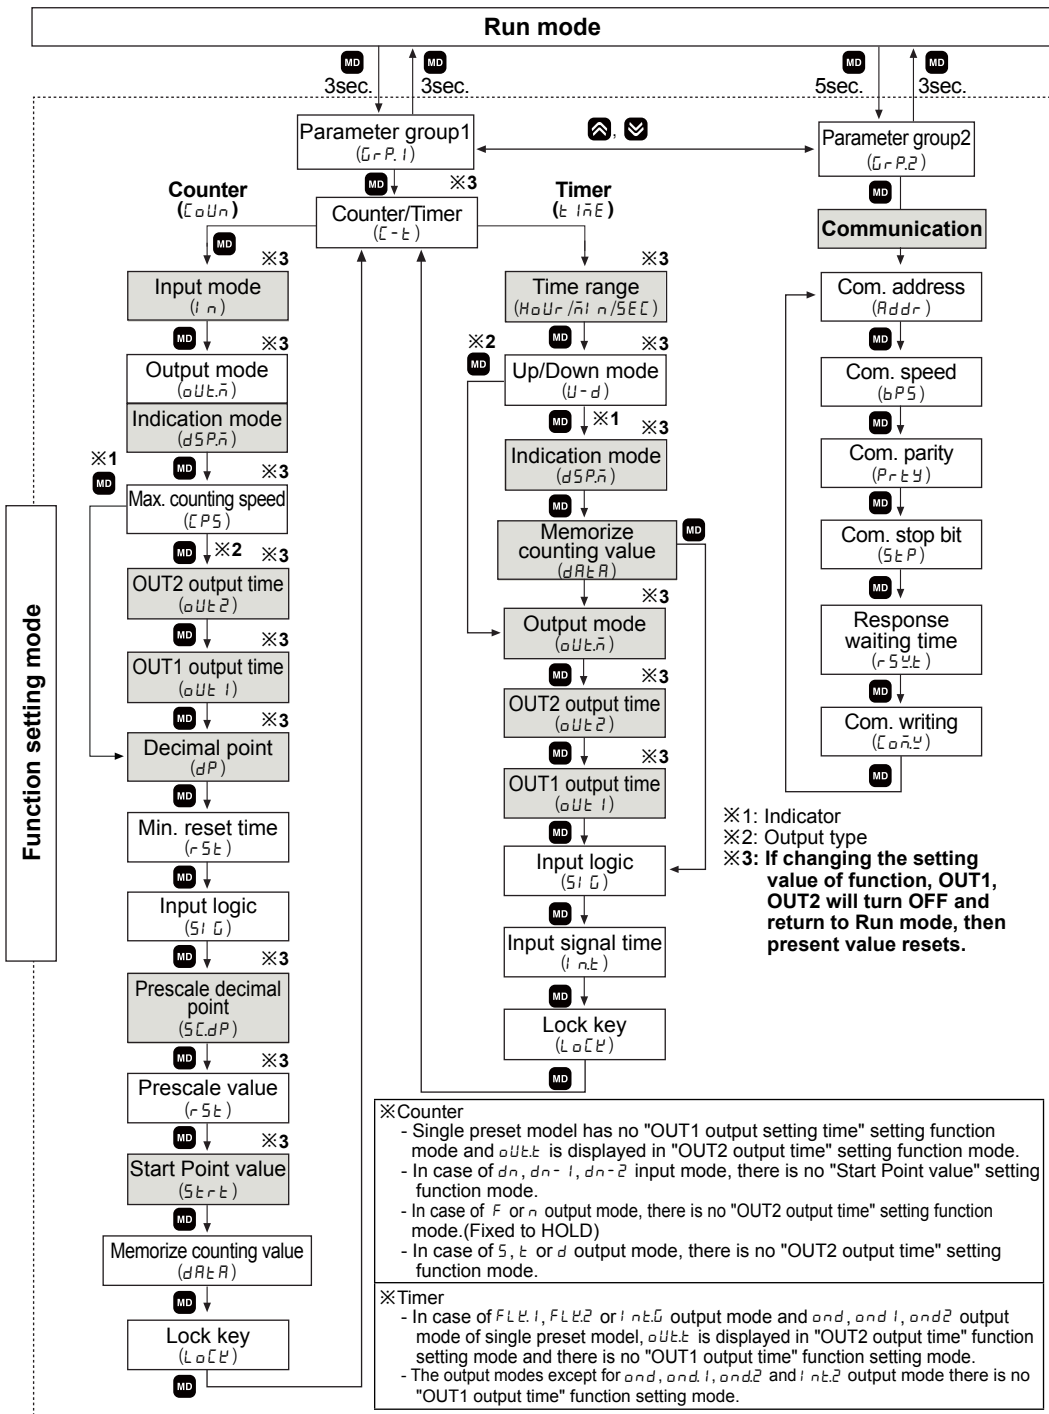 Run mode
MD
3sec.
MD
3sec.
MD
5sec.
MD
3sec.
Parameter group1
(GrP.1)
,
Parameter group2
(GrP.2)
MD
※3
MD
Counter
(CoUn)
Timer
(tImE)
Counter/Timer
(C-t)
Communication
MD
※3
Input mode
(In)
MD
※3
Output mode
(oUt.m)
Indication mode
(dSP.m)
※1
MD
MD
※3
Max. counting speed
(CPS)
MD
※2
※3
OUT2 output time
(oUt2)
MD
※3
OUT1 output time
(oUt1)
MD
※3
Decimal point
(dP)
MD
Min. reset time
(rSt)
MD
Input logic
(SIG)
MD
※3
Prescale decimal
point
(SC.dP)
MD
※3
Prescale value
(rSt)
MD
※3
Start Point value
(Strt)
MD
Memorize counting value
(dAtA)
MD
Lock key
(LoCK)
MD
※3
Time range
(HoUr/mIn/SEC)
MD
※3
※2
MD
Up/Down mode
(U-d)
MD
※1
※3
Indication mode
(dSP.m)
MD
Memorize
counting value
(dAtA)
MD
※3
Output mode
(oUt.m)
MD
※3
OUT2 output time
(oUt2)
MD
※3
OUT1 output time
(oUt1)
MD
Input logic
(SIG)
MD
Input signal time
(In.t)
MD
Lock key
(LoCK)
MD
Com. address
(Addr)
MD
Com. speed
(bPS)
MD
Com. parity
(PrtY)
MD
Com. stop bit
(StP)
MD
Response
waiting time
(rSW.t)
MD
Com. writing
(Com.W)
MD
Function setting mode
※1: Indicator
※2: Output type
※3: If changing the setting
value of function, OUT1,
OUT2 will turn OFF and
return to Run mode, then
present value resets.
※Counter
- Single preset model has no "OUT1 output setting time" setting function
mode and oUt.t is displayed in "OUT2 output time" setting function mode.
- In case of dn, dn-1, dn-2 input mode, there is no "Start Point value" setting
function mode.
- In case of F or n output mode, there is no "OUT2 output time" setting function
mode.(Fixed to HOLD)
- In case of S, t or d output mode, there is no "OUT2 output time" setting
function mode.
※Timer
- In case of FLK.1, FLK.2 or Int.G output mode and ond, ond1, ond2 output
mode of single preset model, oUt.t is displayed in "OUT2 output time" function
setting mode and there is no "OUT1 output time" function setting mode.
- The output modes except for ond, ond.1, ond.2 and Int.2 output mode there is no
"OUT1 output time" function setting mode.